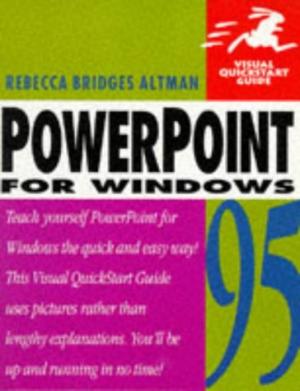 VISUAL
QUICKSTART
GUIDE
REBECCA BRIDGES ALTMAN
POWERPOINT
FOR WINDOWS
95
Teach yourself PowerPoint for
Windows the quick and easy way!
This Visual QuickStart Guide
uses pictures rather than
lengthy explanations. You'll be
up and running in no time!